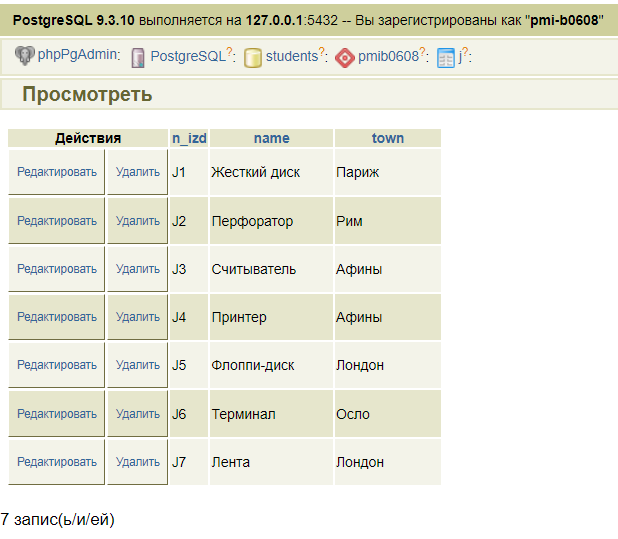 PostgreSQL 9.3.10 выполняется на 127.0.0.1:5432 -- Вы зарегистрированы как "pmi-b0608"
phpPgAdmin: PostgreSQL?: students?: pmib0608?: j?:
Просмотреть
Действия n_izd name town
Редактировать Удалить J1 Жесткий диск Париж
Редактировать Удалить J2 Перфоратор Рим
Редактировать Удалить J3 Считыватель Афины
Редактировать Удалить J4 Принтер Афины
Редактировать Удалить J5 Флоппи-диск Лондон
Редактировать Удалить J6 Терминал Осло
Редактировать Удалить J7 Лента Лондон
7 запис(ь/и/ей)